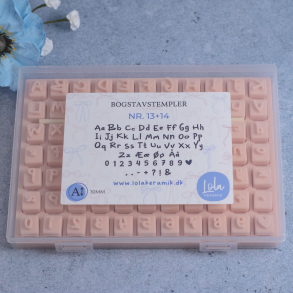 BOGSTAVSTEMPLER
NR. 13+14
Aa Bb Cc Dd Ee Ff Gg Hh
Ii Jj Kk Ll Mm Nn Oo Pp
Qq Rr Ss Tt Uu Vv Xx Yy
Zz Ææ Øø Åå
0 1 2 3 4 5 6 7 8 9 ♥
. , - + ? ! &
www.lolakeramik.dk
Ai
10MM
Lola